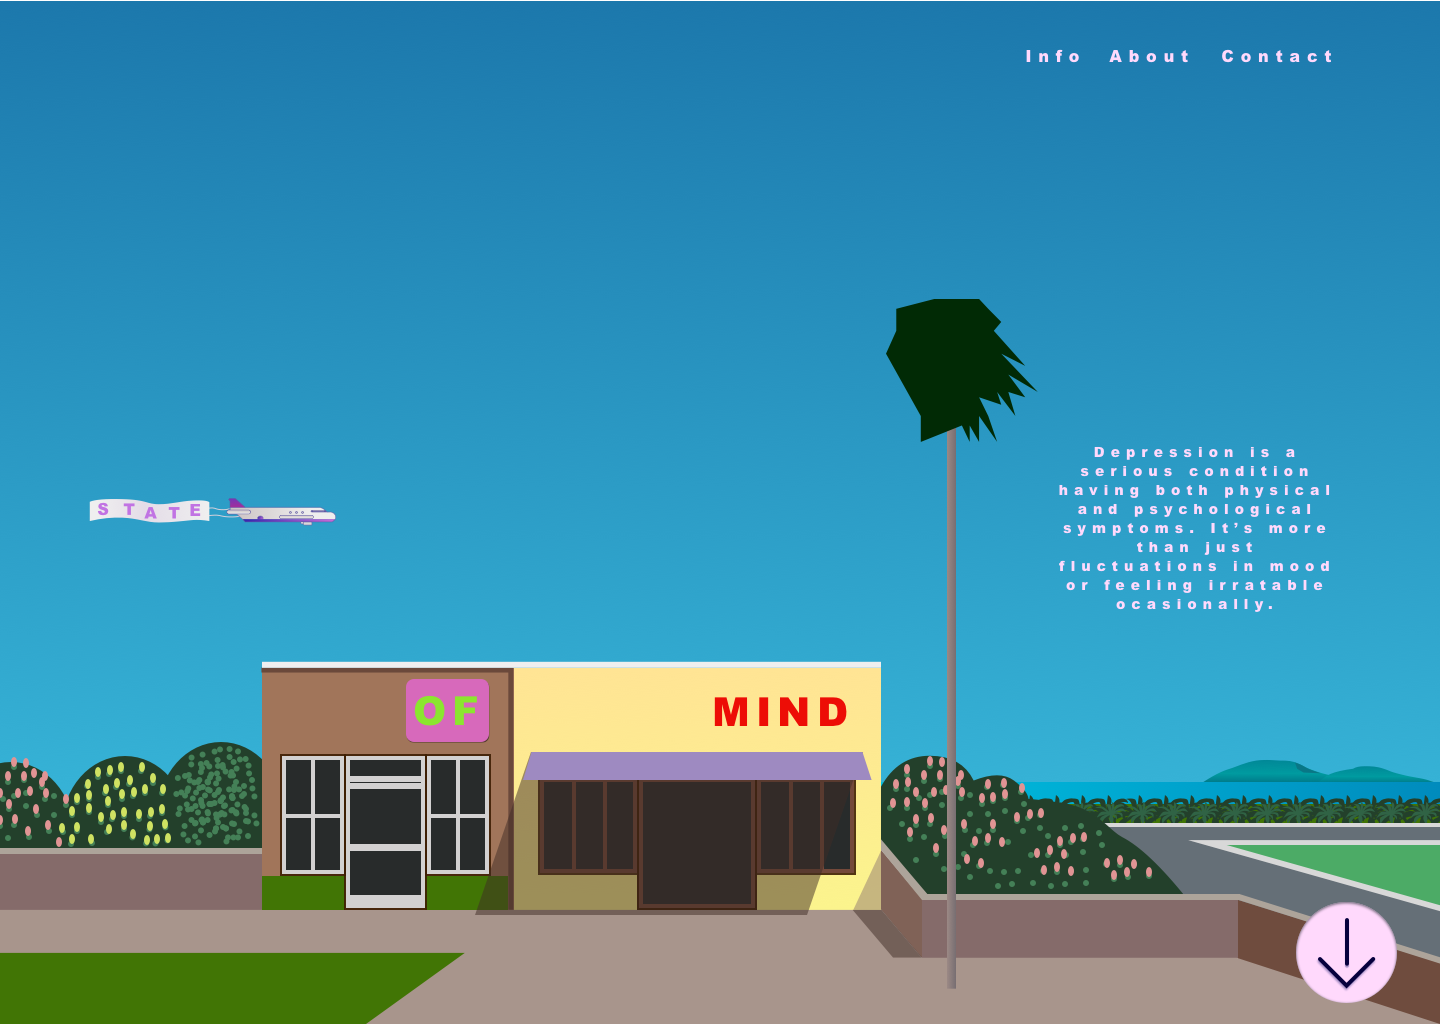 Info About Contact
Depression is a
serious condition
having both physical
and psychological
symptoms. It’s more
than just
fluctuations in mood
or feeling irratable
ocasionally.
STATE
OF
MIND